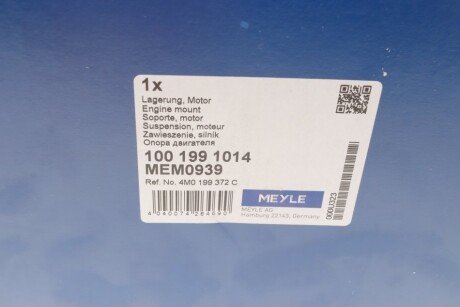 1x
Lagerung, Motor
Engine mount
Soporte, motor
Suspension, moteur
Zawieszenie, silnik
Опора двигателя
100 199 1014
MEM0939
Ref. No. 4M0 199 372 C
MEYLE
MEYLE AG
Hamburg 22143, Germany
000U323